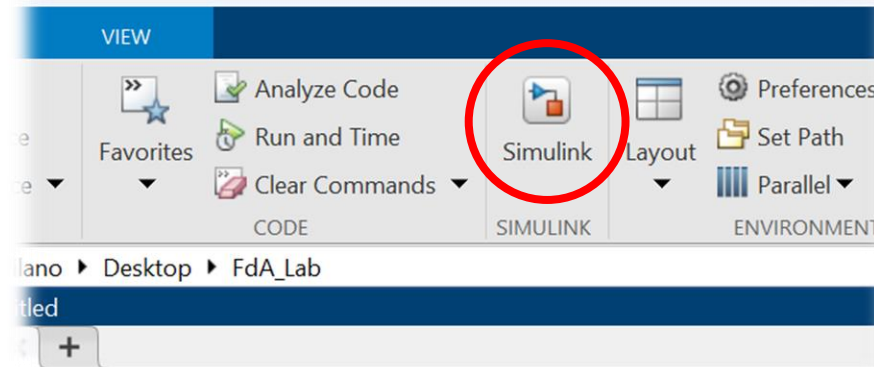 VIEW
Analyze Code
Run and Time
Clear Commands
Favorites
CODE
Simulink
SIMULINK
Layout
Preferences
Set Path
Parallel
ENVIRONMENT
Desktop FdA_Lab